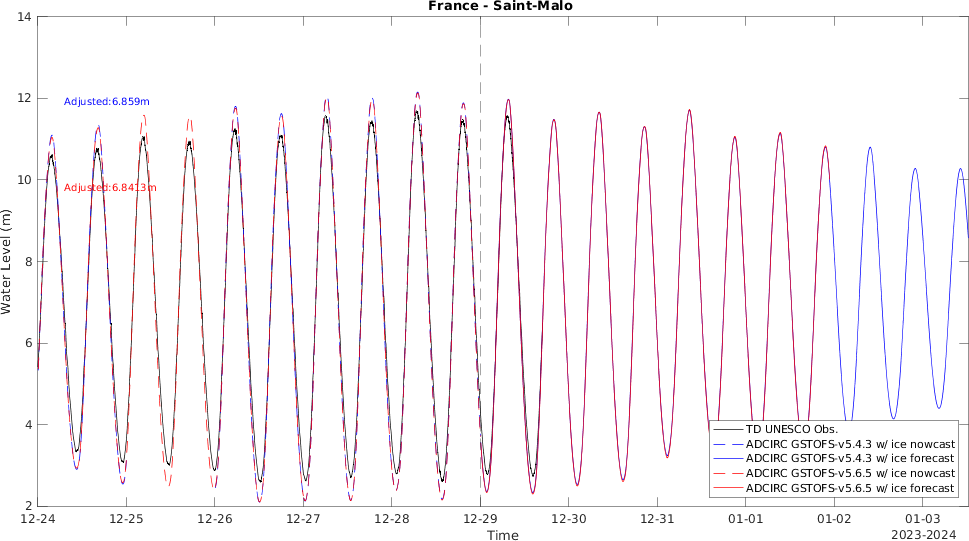 France - Saint-Malo
14
12
10
8
6
4
2
Water Level (m)
Adjusted:6.859m
Adjusted:6.8413m
TD UNESCO Obs.
ADCIRC GSTOFS-v5.4.3 w/ ice nowcast
ADCIRC GSTOFS-v5.4.3 w/ ice forecast
ADCIRC GSTOFS-v5.6.5 w/ ice nowcast
ADCIRC GSTOFS-v5.6.5 w/ ice forecast
12-24 12-25 12-26 12-27 12-28 12-29 12-30 12-31 01-01 01-02 01-03
Time
2023-2024